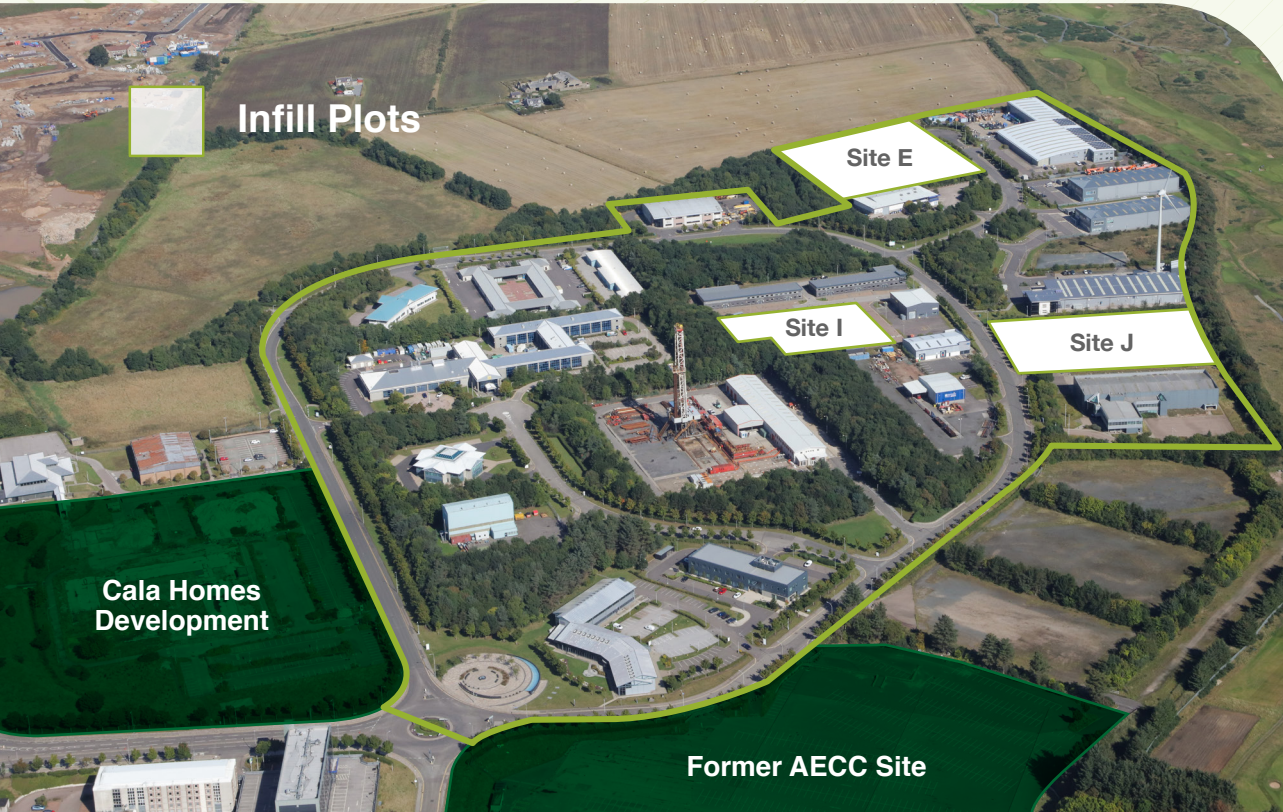 Infill Plots
Site E
Site I
Site J
Cala Homes
Development
Former AECC Site